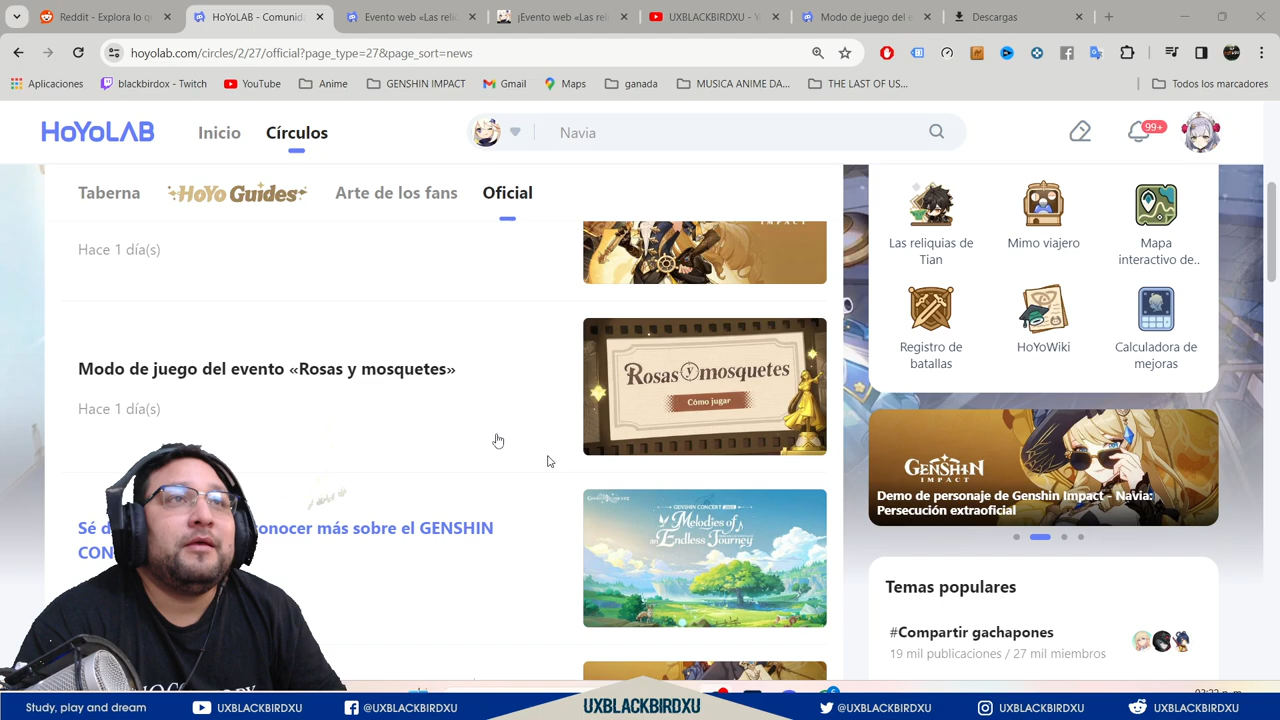 Reddit - Explora lo q
HoYoLAB - Comunid
Evento web «Las reli
¡Evento web «Las rel
UXBLACKBIRDXU - Y
Modo de juego del e
Descargas
hoyolab.com/circles/2/27/official?page_type=27&page_sort=news
Aplicaciones
blackbirdox - Twitch
YouTube
Anime
GENSHIN IMPACT
Gmail
Maps
ganada
MUSICA ANIME DA...
THE LAST OF US...
Todos los marcadores
HoYoLAB
Inicio
Círculos
Navia
99+
Taberna
HoYo Guides
Arte de los fans
Oficial
Hace 1 día(s)
IMPACT
Modo de juego del evento «Rosas y mosquetes»
Hace 1 día(s)
Rosas y mosquetes
Cómo jugar
Sé d
conocer más sobre el GENSHIN
CON
GENSHIN CONCERT 2023
Melodies of
an Endless Journey
Las reliquias de
Tian
Mimo viajero
Mapa
interactivo de..
Registro de
batallas
HoYoWiki
Calculadora de
mejoras
GENSHIN
IMPACT
Demo de personaje de Genshin Impact - Navia:
Persecución extraoficial
Temas populares
#Compartir gachapones
19 mil publicaciones / 27 mil miembros
Study, play and dream
UXBLACKBIRDXU
@UXBLACKBIRDXU
UXBLACKBIRDXU
@UXBLACKBIRDXU
UXBLACKBIRDXU
UXBLACKBIRDXU